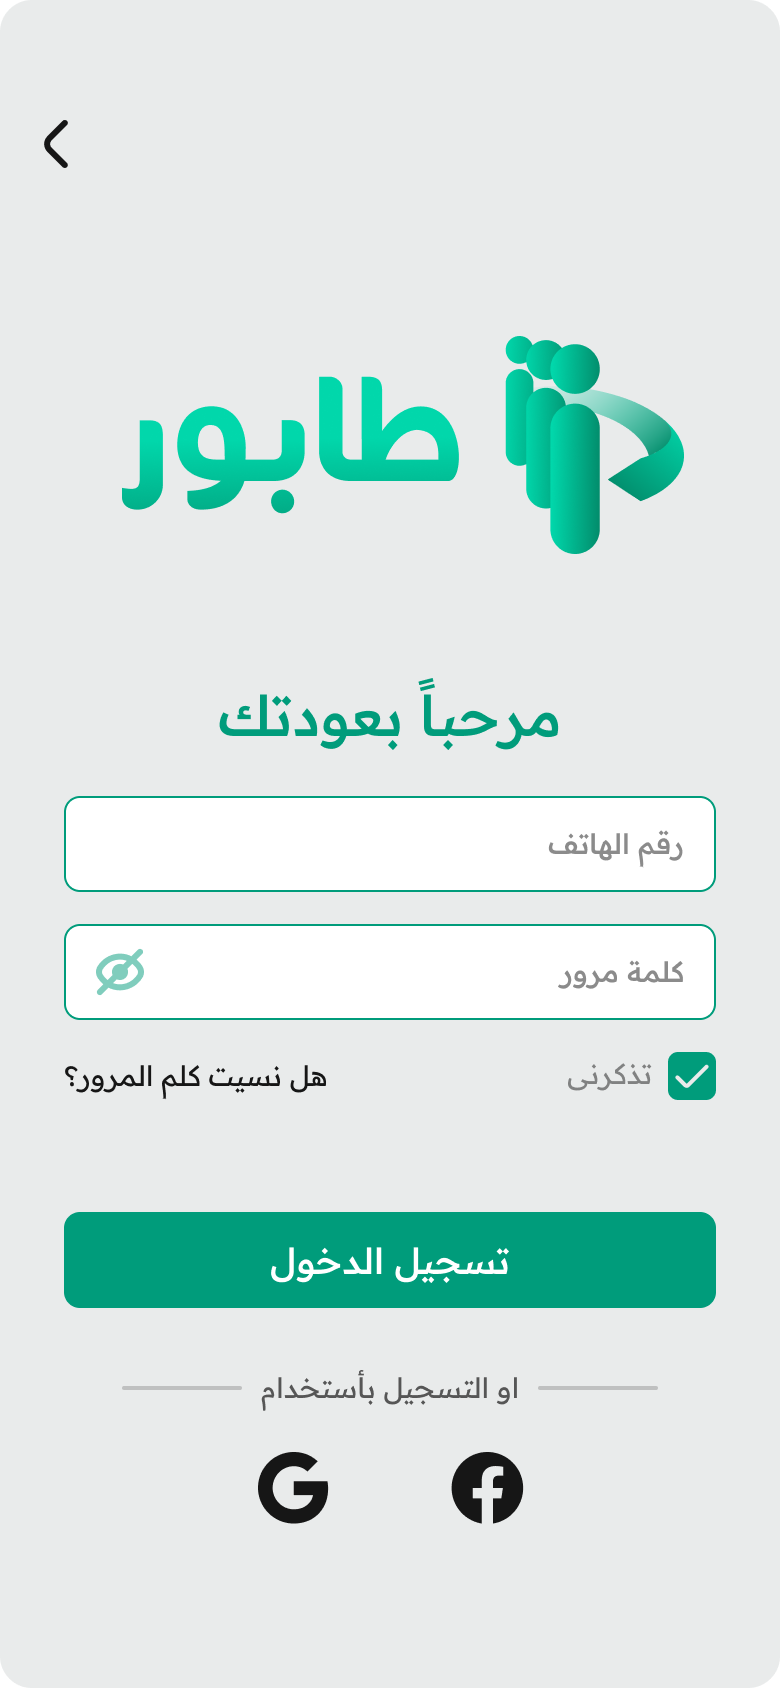 طابور
مرحباً بعودتك
رقم الهاتف
كلمة مرور
تذكرنى
هل نسيت كلم المرور؟
تسجيل الدخول
او التسجيل بأستخدام